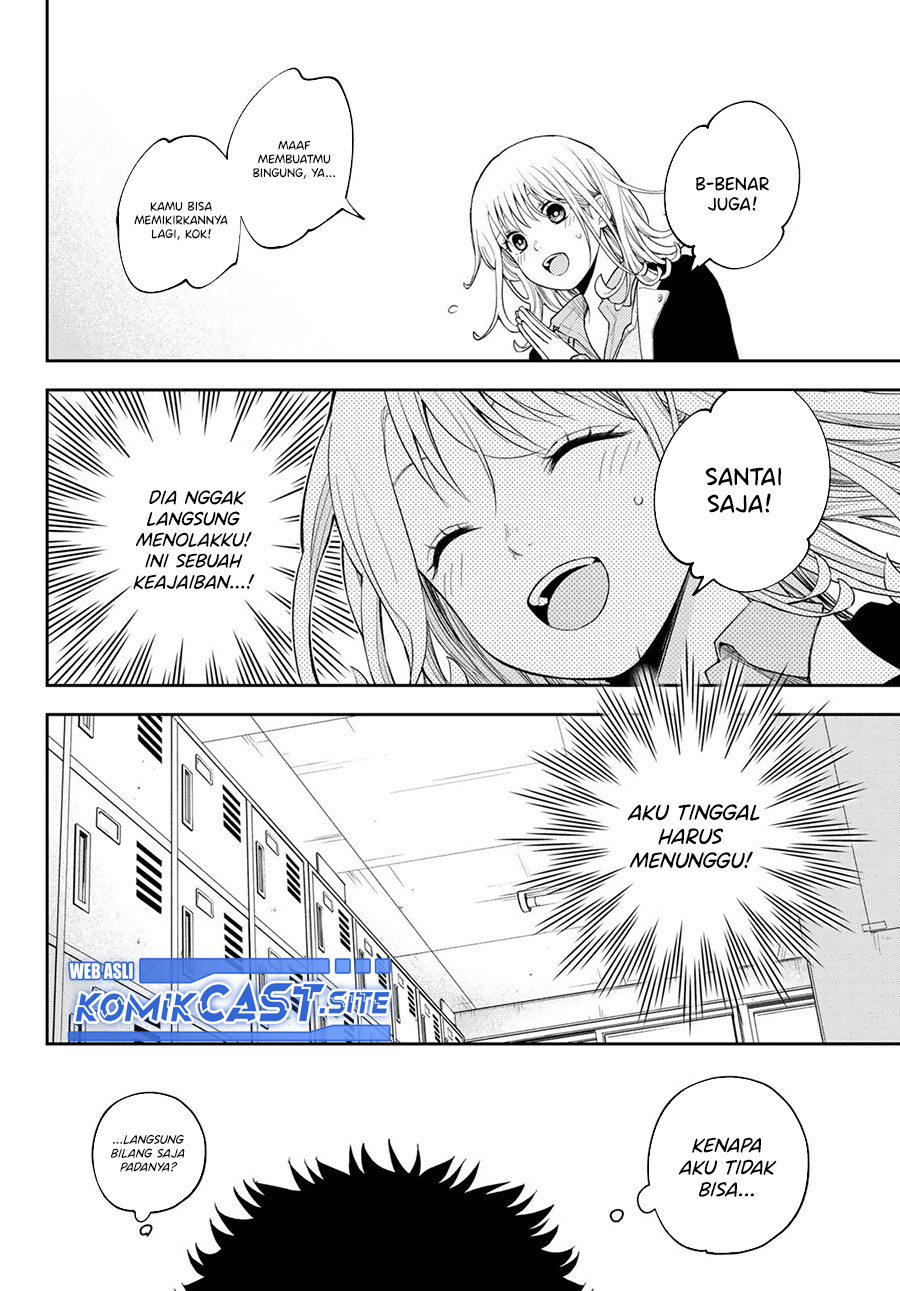 B-BENAR
JUGA!
MAAF
MEMBUATMU
BINGUNG, YA...
KAMU BISA
MEMIKIRKANNYA
LAGI, KOK!
SANTAI
SAJA!
DIA NGGAK
LANGSUNG
MENOLAKKU!
INI SEBUAH
KEAJAIBAN...!
AKU TINGGAL
HARUS
MENUNGGU!
WEB ASLI
KOMIKCAST.SITE
KENAPA
AKU TIDAK
BISA...
...LANGSUNG
BILANG SAJA
PADANYA?